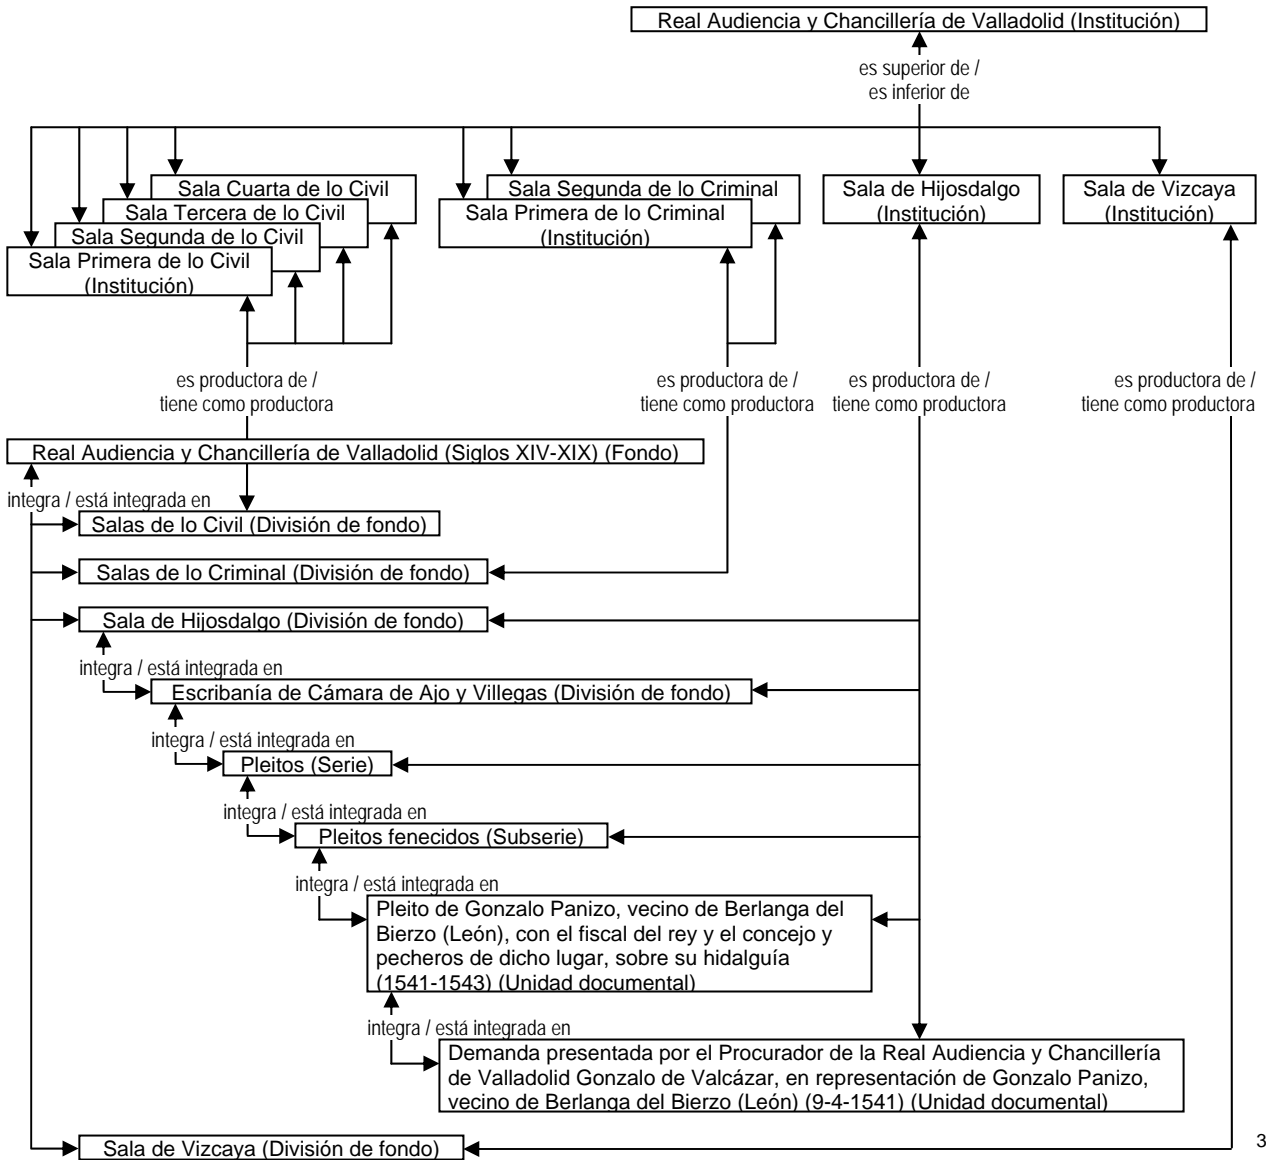 Real Audiencia y Chancillería de Valladolid (Institución)
es superior de /
es inferior de
Sala Cuarta de lo Civil
Sala Tercera de lo Civil
Sala Segunda de lo Civil
Sala Primera de lo Civil
(Institución)
Sala Segunda de lo Criminal
Sala Primera de lo Criminal
(Institución)
Sala de Hijosdalgo
(Institución)
Sala de Vizcaya
(Institución)
es productora de /
tiene como productora
es productora de /
tiene como productora
es productora de /
tiene como productora
es productora de /
tiene como productora
Real Audiencia y Chancillería de Valladolid (Siglos XIV-XIX) (Fondo)
integra / está integrada en
Salas de lo Civil (División de fondo)
Salas de lo Criminal (División de fondo)
Sala de Hijosdalgo (División de fondo)
integra / está integrada en
Escribanía de Cámara de Ajo y Villegas (División de fondo)
integra / está integrada en
Pleitos (Serie)
integra / está integrada en
Pleitos fenecidos (Subserie)
integra / está integrada en
Pleito de Gonzalo Panizo, vecino de Berlanga del
Bierzo (León), con el fiscal del rey y el concejo y
pecheros de dicho lugar, sobre su hidalguía
(1541-1543) (Unidad documental)
integra / está integrada en
Demanda presentada por el Procurador de la Real Audiencia y Chancillería
de Valladolid Gonzalo de Valcázar, en representación de Gonzalo Panizo,
vecino de Berlanga del Bierzo (León) (9-4-1541) (Unidad documental)
Sala de Vizcaya (División de fondo)
3